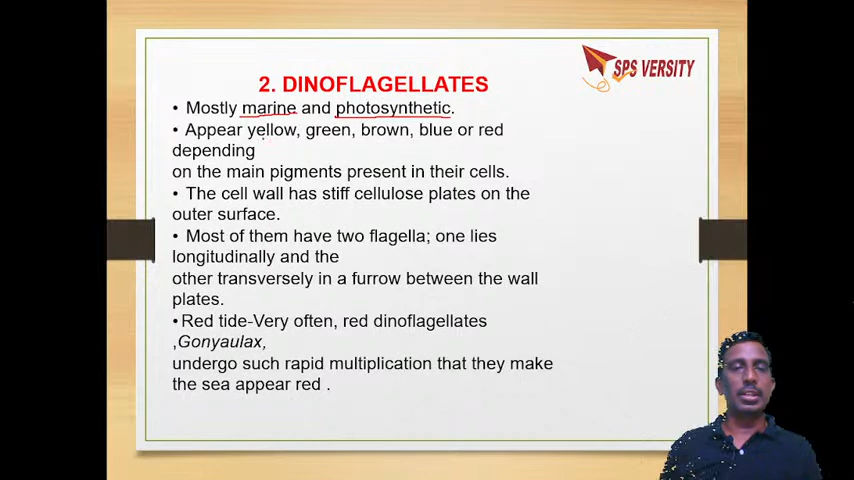 SPS VERSITY
2. DINOFLAGELLATES
• Mostly marine and photosynthetic.
• Appear yellow, green, brown, blue or red
depending
on the main pigments present in their cells.
• The cell wall has stiff cellulose plates on the
outer surface.
• Most of them have two flagella; one lies
longitudinally and the
other transversely in a furrow between the wall
plates.
• Red tide-Very often, red dinoflagellates
,Gonyaulax,
undergo such rapid multiplication that they make
the sea appear red .